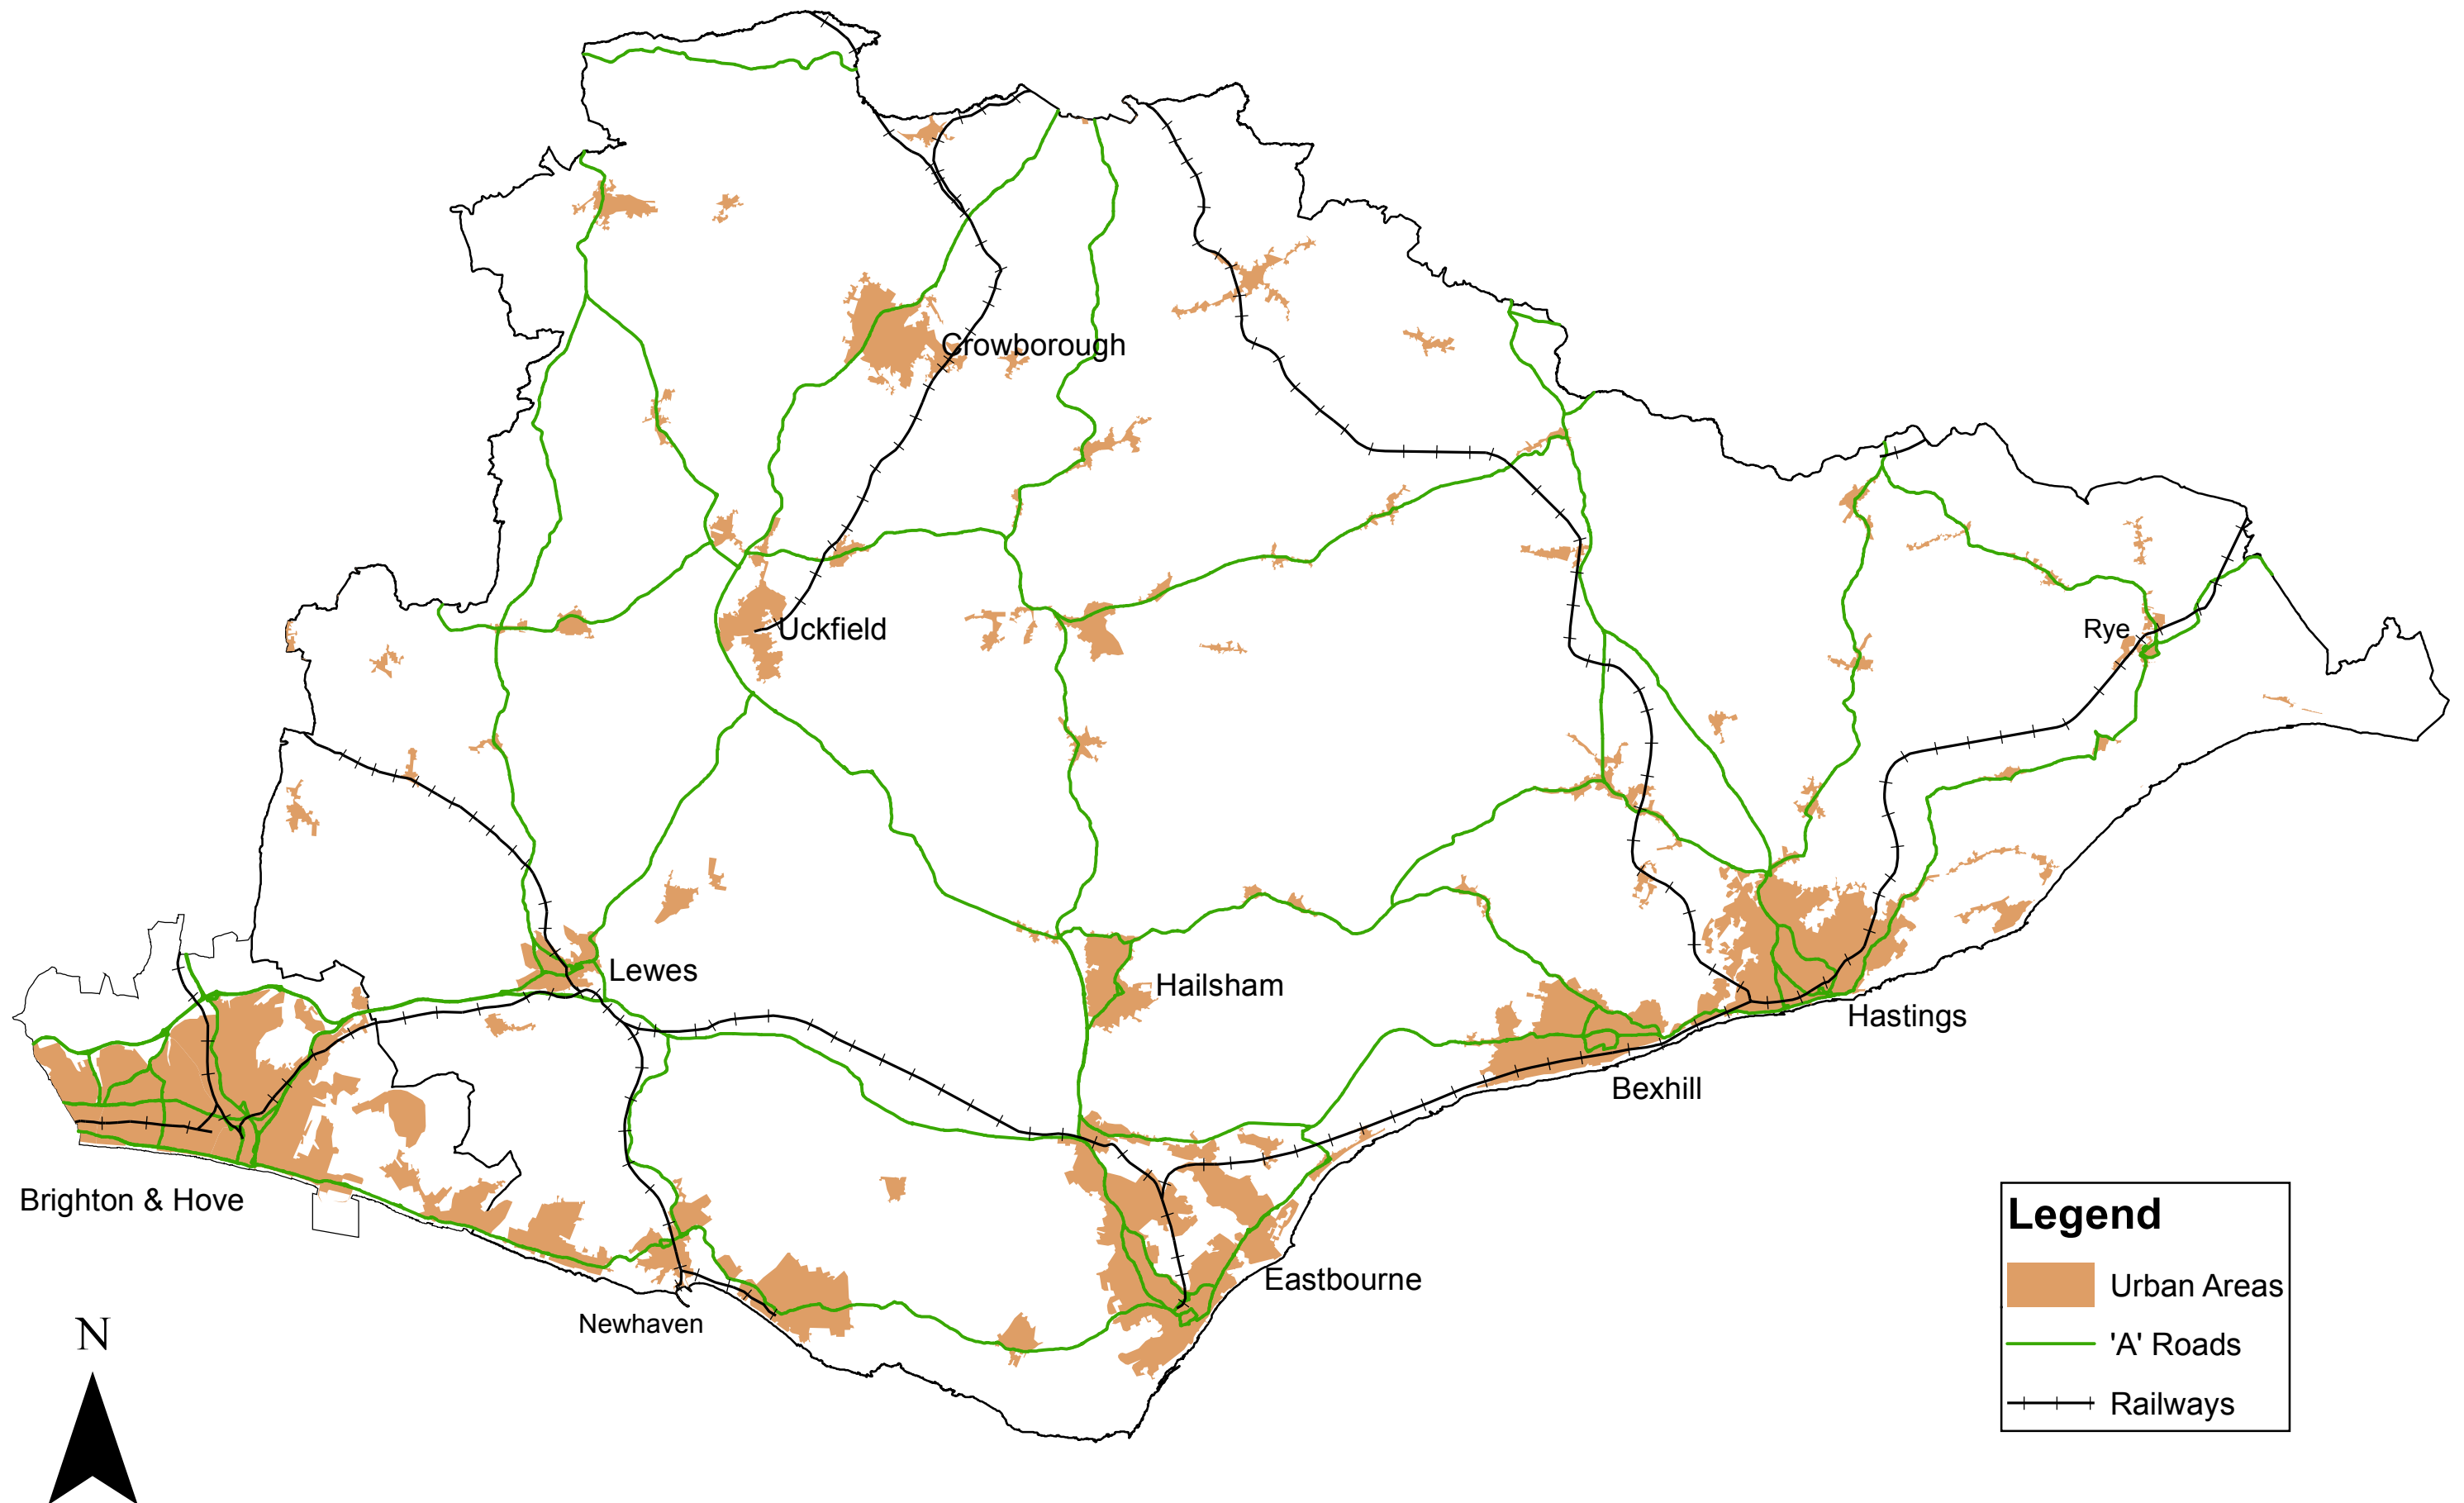 Crowborough
Uckfield
Rye
Lewes
Hailsham
Hastings
Bexhill
Brighton & Hove
Eastbourne
Newhaven
N
Legend
Urban Areas
'A' Roads
Railways